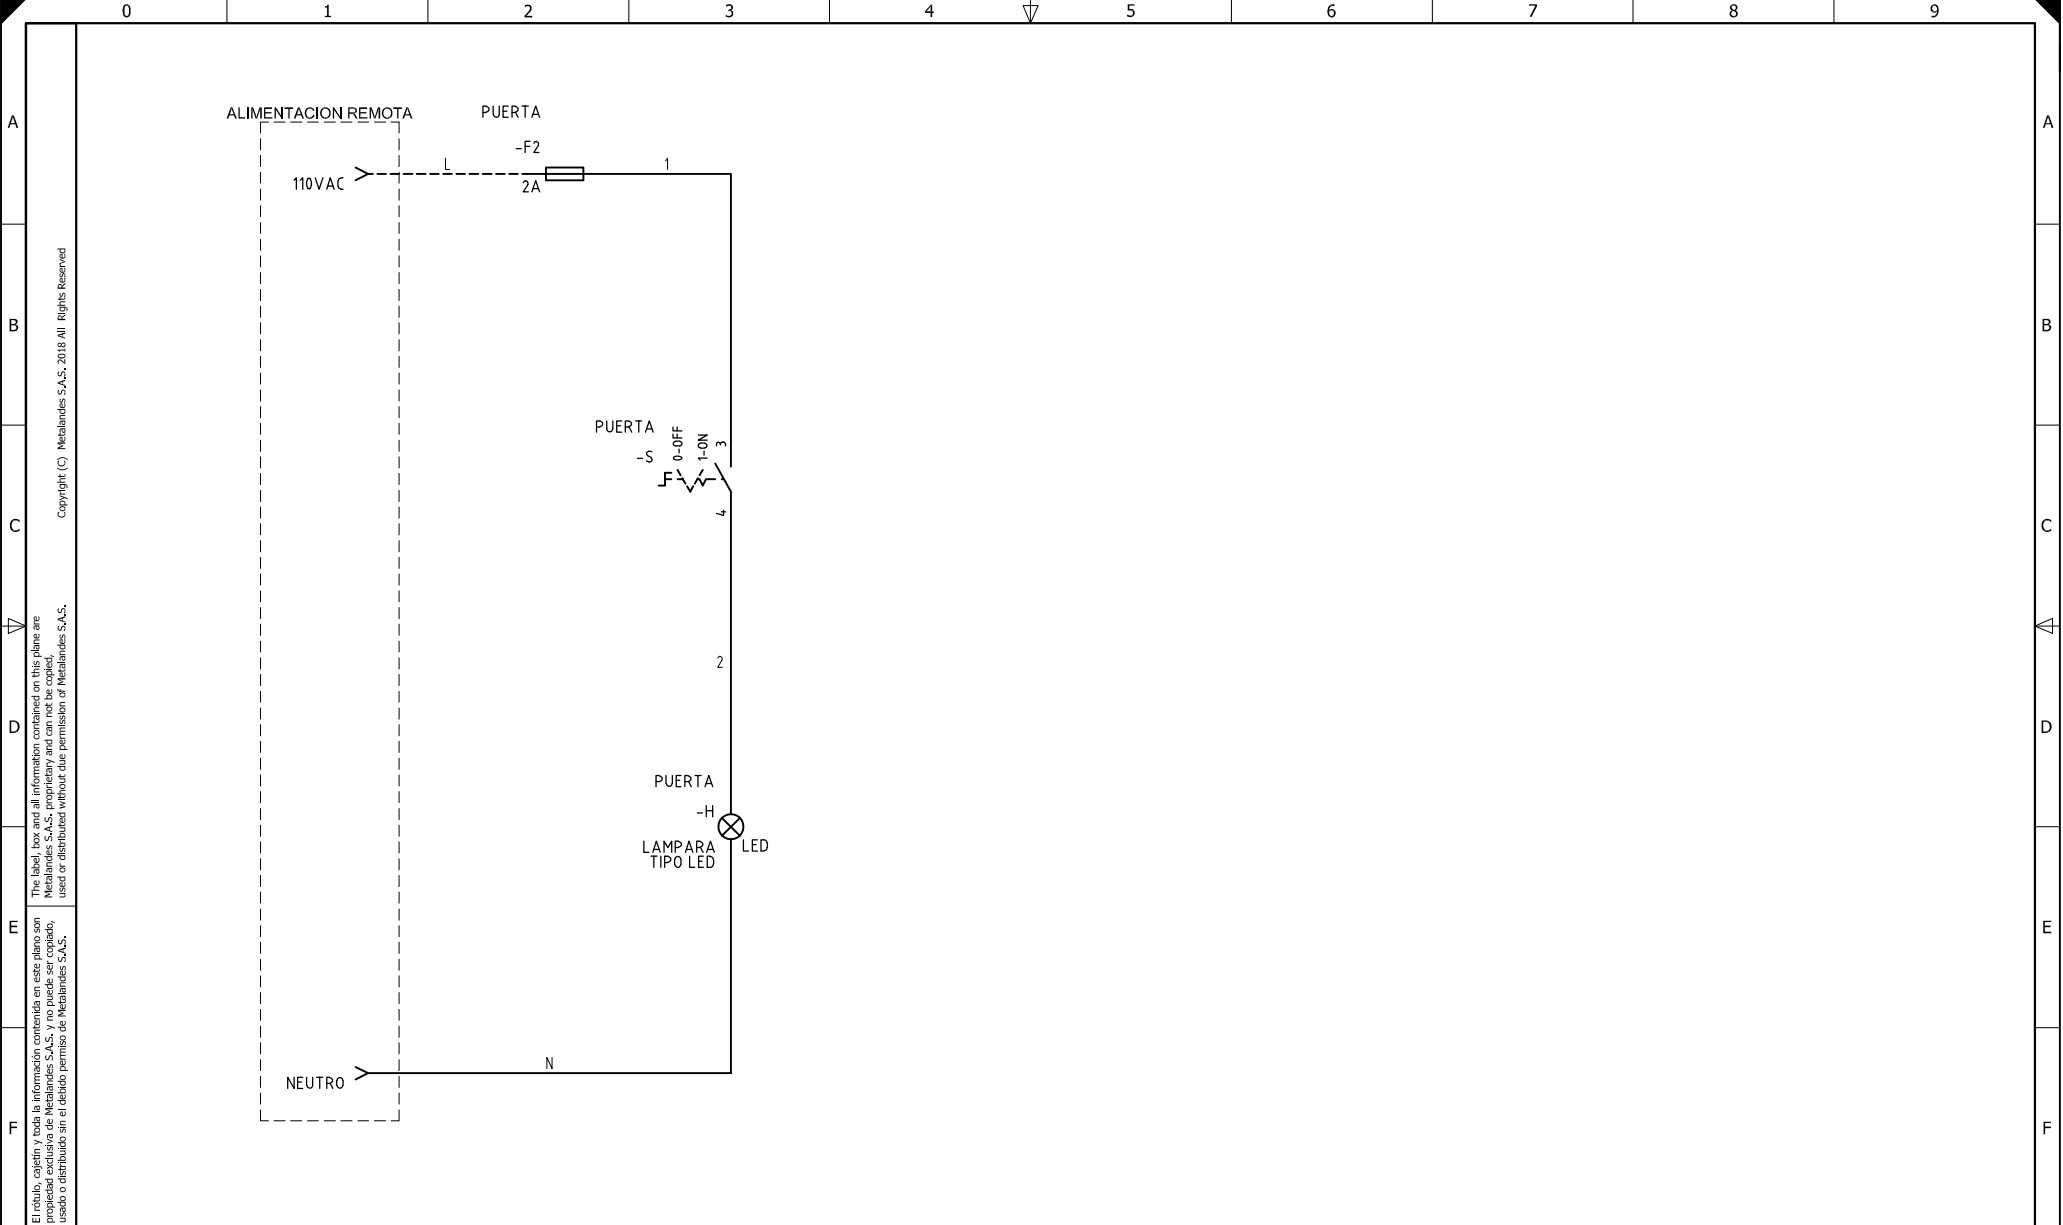 0 1 2 3 4 5 6 7 8 9
A A
B B
C C
D D
E E
F F
ALIMENTACION REMOTA
PUERTA
-F2
2A
L
1
110VAC
PUERTA
-S
0-OFF
1-ON
3
4
2
PUERTA
-H
LAMPARA
TIPO LED
LED
N
NEUTRO
Copyright (C) Metalandes S.A.S. 2018 All Rights Reserved
The label, box and all information contained on this plane are
Metalandes S.A.S. proprietary and can not be copied,
used or distributed without due permission of Metalandes S.A.S.
El rótulo, cajetín y toda la información contenida en este plano son
propiedad exclusiva de Metalandes S.A.S. y no puede ser copiado,
usado o distribuido sin el debido permiso de Metalandes S.A.S.